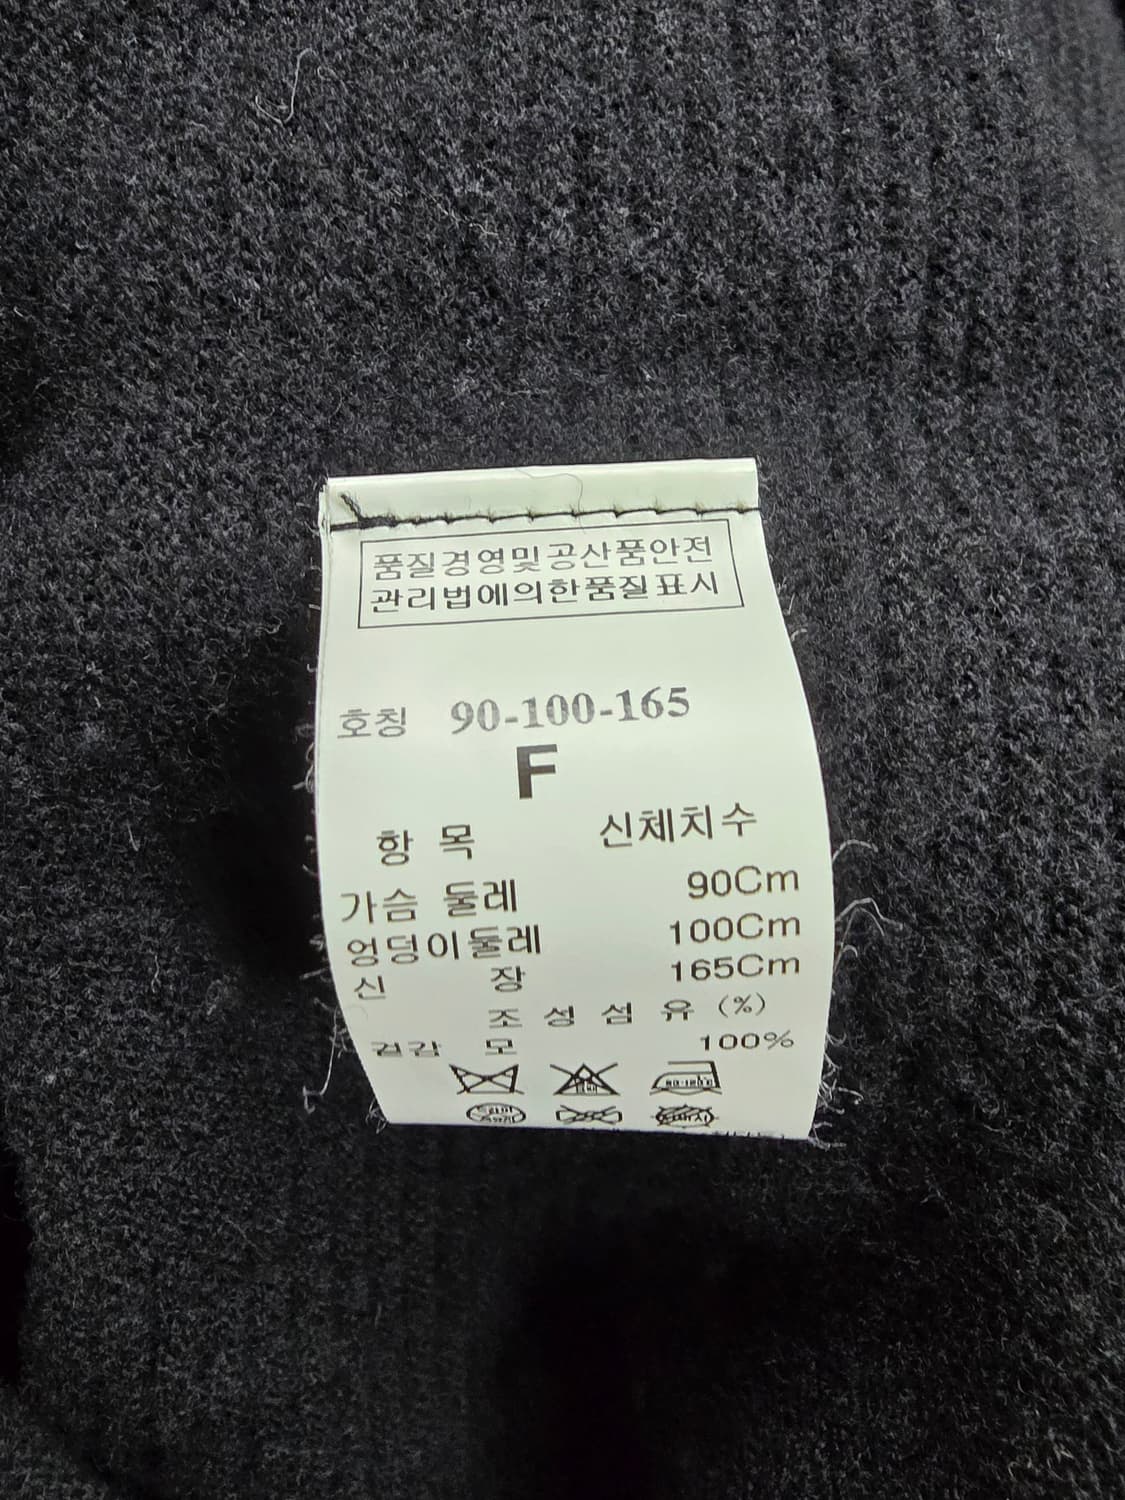 품질경영및공산품안전
관리법에의한품질표시
호칭 90-100-165
F
항 목 신체치수
가슴 둘레 90Cm
엉덩이둘레 100Cm
신 장 165Cm
조 성 섬 유 (%)
겉감 모 100%